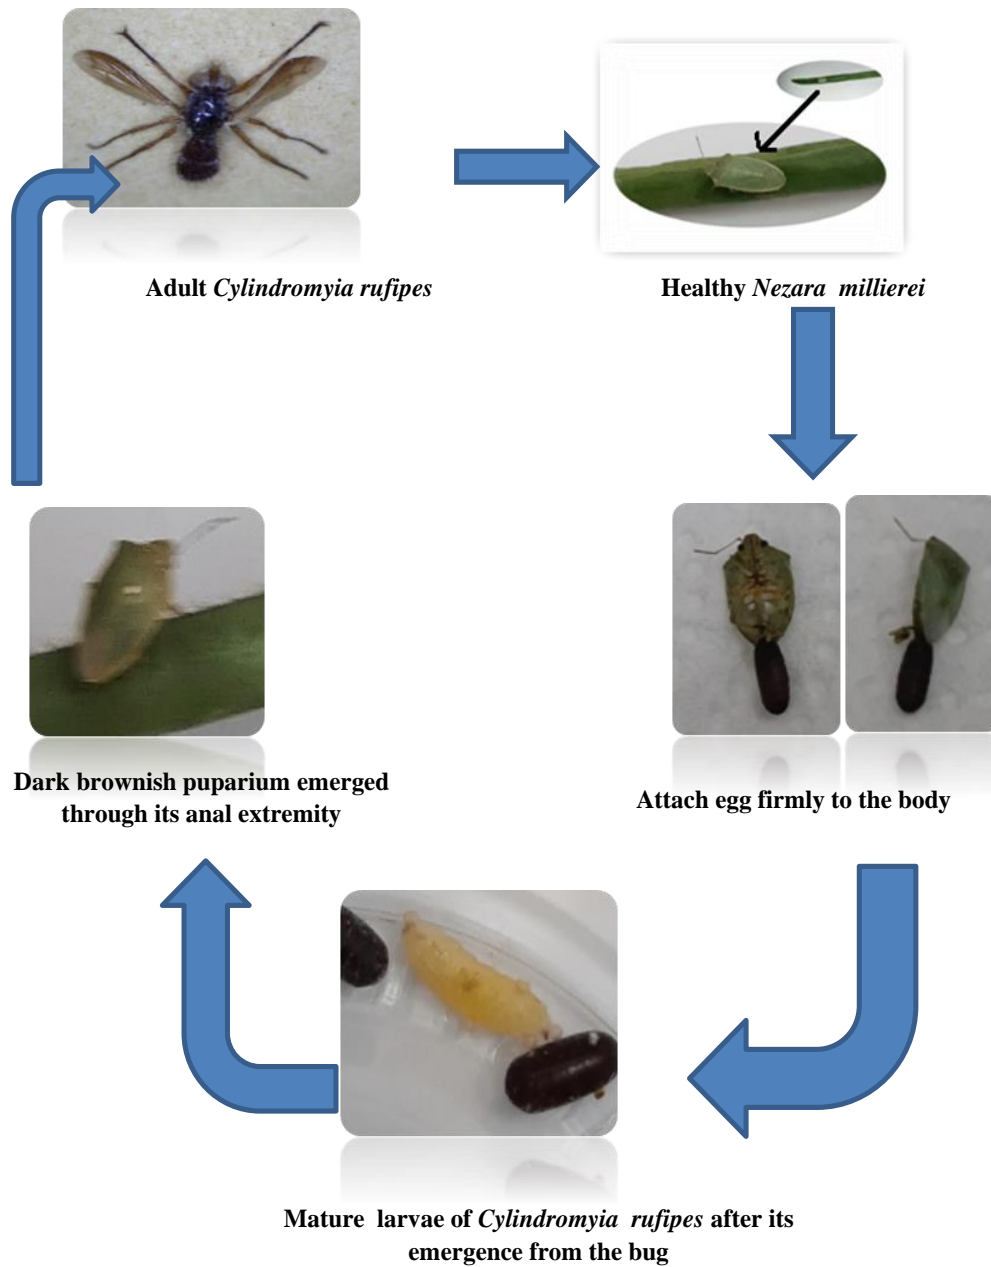 Adult Cylindromyia rufipes
Healthy Nezara millierei
Dark brownish puparium emerged
through its anal extremity
Attach egg firmly to the body
Mature larvae of Cylindromyia rufipes after its
emergence from the bug